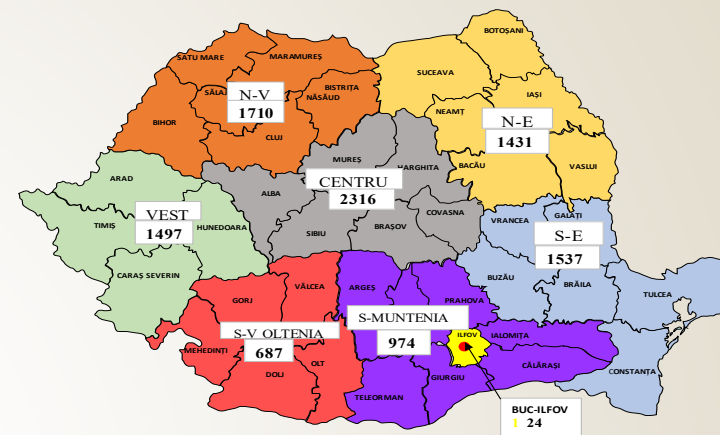 BOTOȘANI
SATU MARE
MARAMUREȘ
SUCEAVA
BISTRIȚA
NĂSĂUD
SĂLA
N-V
1710
IAȘI
NEAMȚ
N-E
1431
BIHOR
CLUJ
MUREȘ
HARGHITA
BACĂU
VASLUI
ARAD
ALBA
CENTRU
2316
COVASNA
VRANCEA
GALAȚI
VEST
1497
TIMIȘ
HUNEDOARA
SIBIU
BRAȘOV
S-E
1537
CARAȘ SEVERIN
BUZĂU
BRĂILA
TULCEA
GORJ
VÂLCEA
ARGEȘ
PRAHOVA
S-V OLTENIA
687
S-MUNTENIA
974
ILFOV
IALOMIȚA
MEHEDINȚI
OLT
DOLJ
GIURGIU
CĂLĂRAȘI
CONSTANȚA
TELEORMAN
BUC-ILFOV
1 24